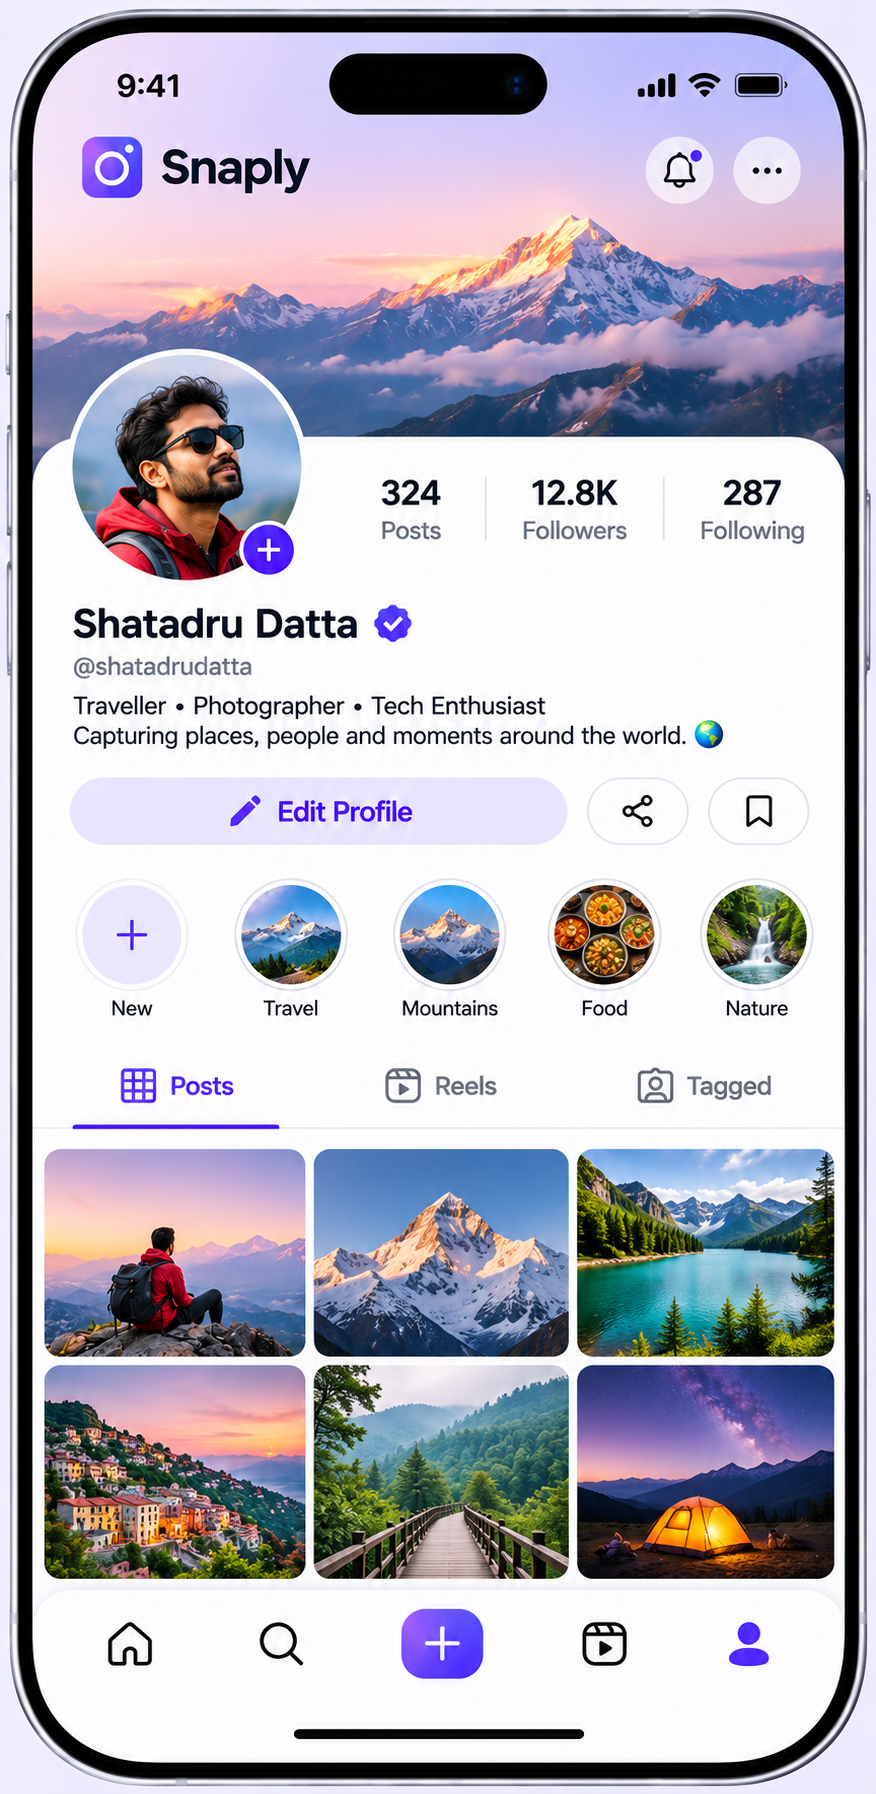 9:41
Snaply
324 12.8K 287
Posts Followers Following
Shatadru Datta
@shatadrudatta
Traveller • Photographer • Tech Enthusiast
Capturing places, people and moments around the world. 🌎
Edit Profile
New Travel Mountains Food Nature
Posts Reels Tagged